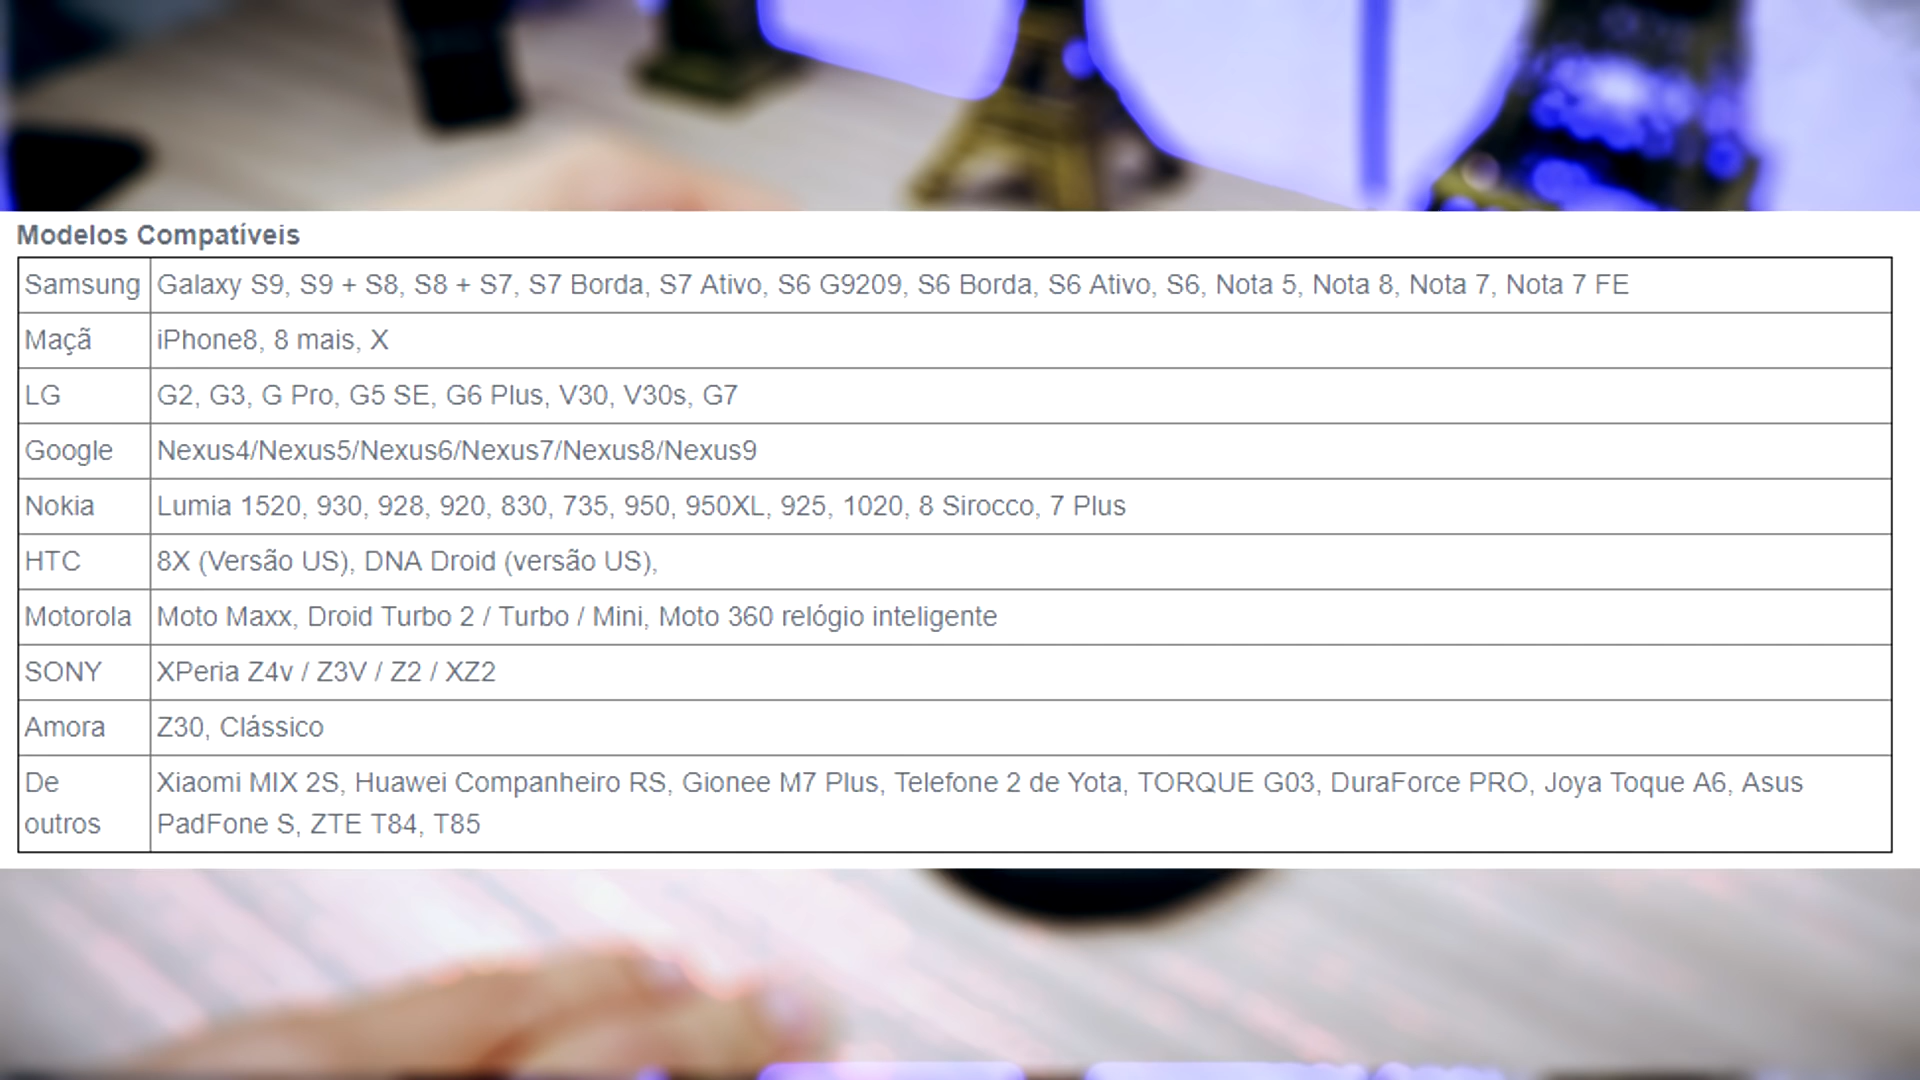 Modelos Compatíveis
Samsung Galaxy S9, S9 + S8, S8 + S7, S7 Borda, S7 Ativo, S6 G9209, S6 Borda, S6 Ativo, S6, Nota 5, Nota 8, Nota 7, Nota 7 FE
Maçã iPhone8, 8 mais, X
LG G2, G3, G Pro, G5 SE, G6 Plus, V30, V30s, G7
Google Nexus4/Nexus5/Nexus6/Nexus7/Nexus8/Nexus9
Nokia Lumia 1520, 930, 928, 920, 830, 735, 950, 950XL, 925, 1020, 8 Sirocco, 7 Plus
HTC 8X (Versão US), DNA Droid (versão US),
Motorola Moto Maxx, Droid Turbo 2 / Turbo / Mini, Moto 360 relógio inteligente
SONY XPeria Z4v / Z3V / Z2 / XZ2
Amora Z30, Clássico
De outros Xiaomi MIX 2S, Huawei Companheiro RS, Gionee M7 Plus, Telefone 2 de Yota, TORQUE G03, DuraForce PRO, Joya Toque A6, Asus
PadFone S, ZTE T84, T85